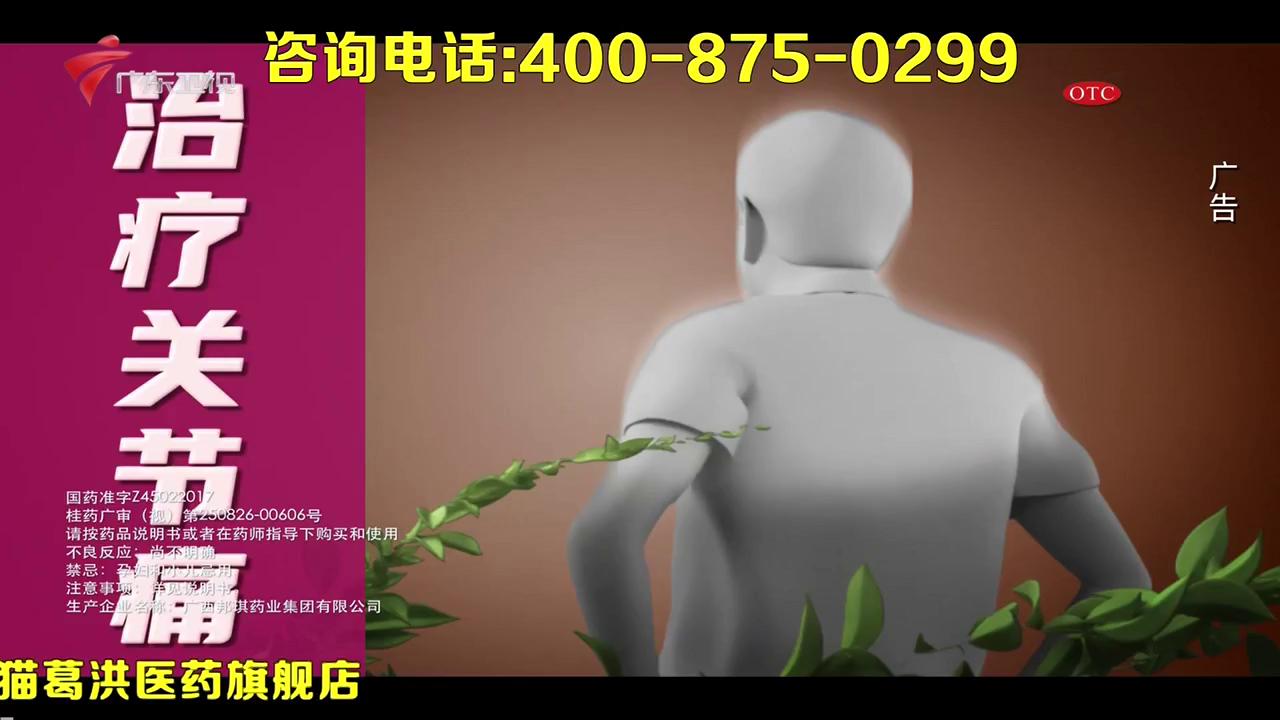 咨询电话:400-875-0299
广东卫视
OTC
广告
治疗关节痛
国药准字Z45022017
桂药广审（视）第250826-00606号
请按药品说明书或者在药师指导下购买和使用
不良反应：尚不明确
禁忌：孕妇和小儿忌用
注意事项：详见说明书
生产企业名称：广西邦琪药业集团有限公司
猫葛洪医药旗舰店